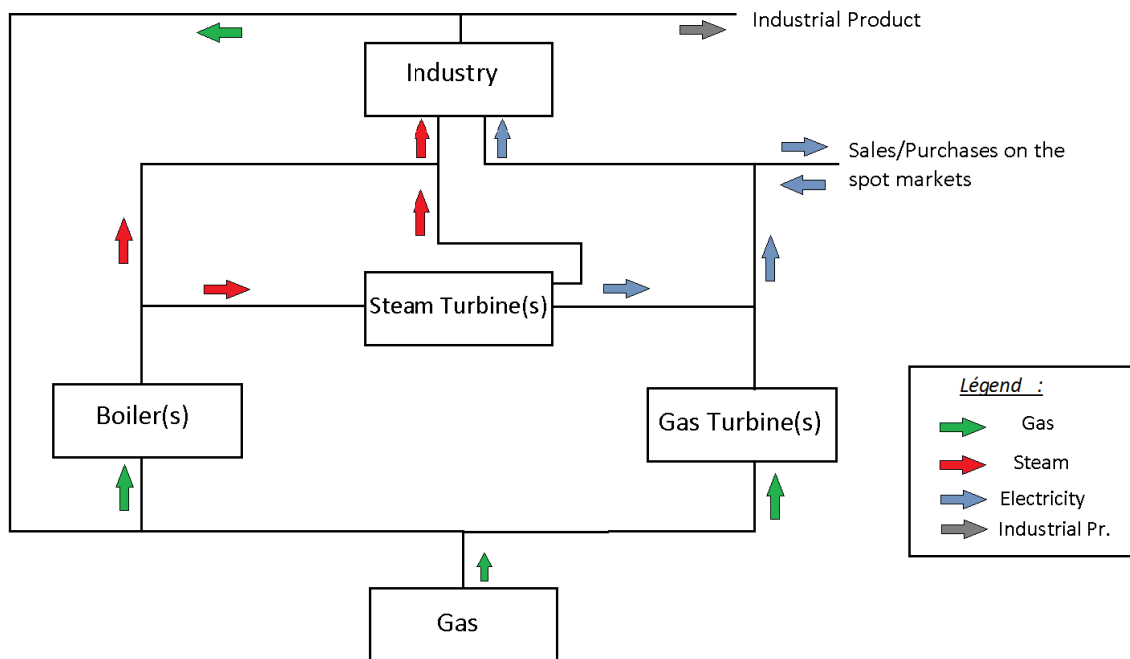 Industrial Product
Industry
Sales/Purchases on the
spot markets
Steam Turbine(s)
Boiler(s)
Gas Turbine(s)
Gas
Légend :
Gas
Steam
Electricity
Industrial Pr.